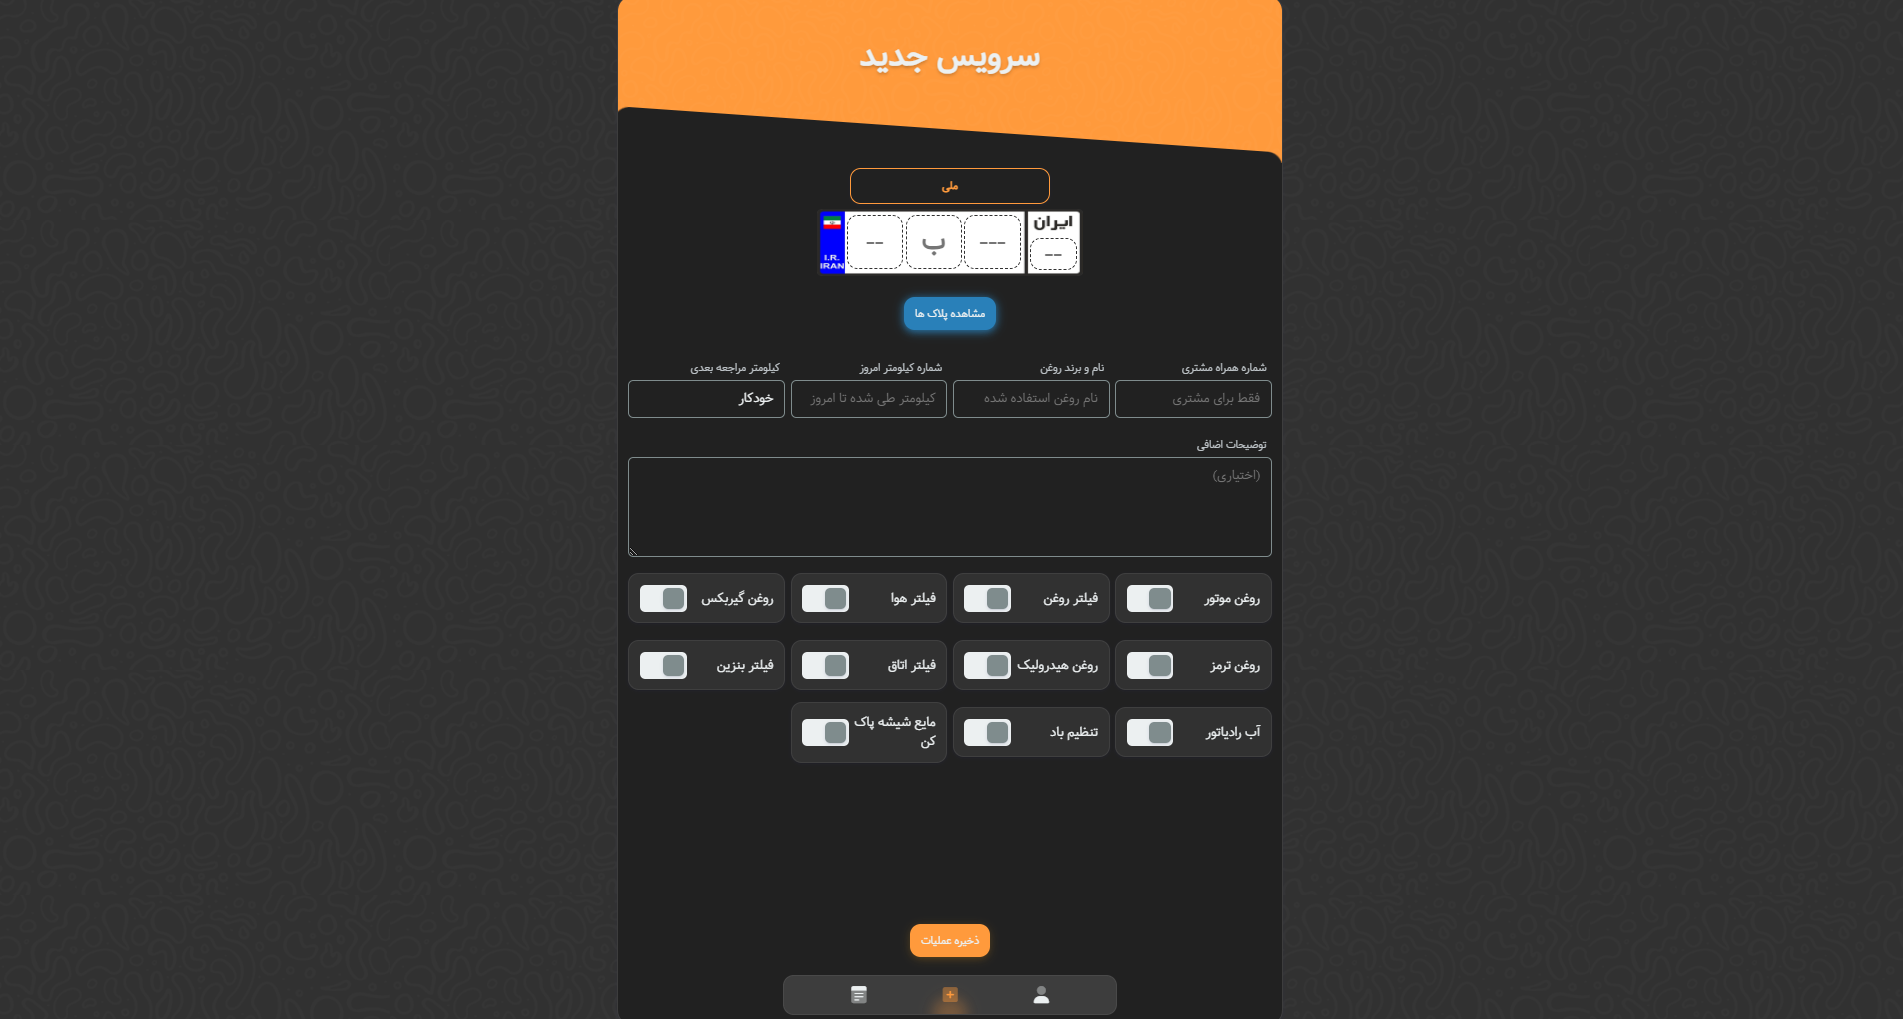 سرویس جدید
ملی
I.R.
IRAN
--
ب
---
ایران
--
مشاهده پلاک ها
شماره همراه مشتری
نام و برند روغن
شماره کیلومتر امروز
کیلومتر مراجعه بعدی
فقط برای مشتری
نام روغن استفاده شده
کیلومتر طی شده تا امروز
خودکار
توضیحات اضافی
(اختیاری)
روغن موتور
فیلتر روغن
فیلتر هوا
روغن گیربکس
روغن ترمز
روغن هیدرولیک
فیلتر اتاق
فیلتر بنزین
آب رادیاتور
تنظیم باد
مایع شیشه پاک
کن
ذخیره عملیات